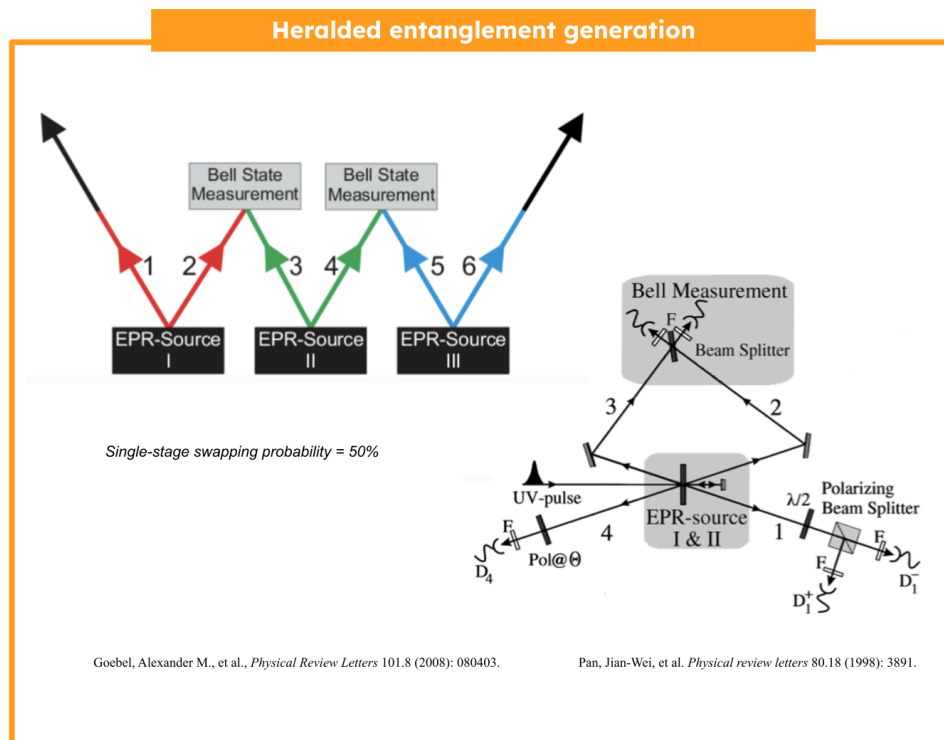 Heralded entanglement generation
Bell State
Measurement
Bell State
Measurement
1
2
3
4
5
6
EPR-Source
I
EPR-Source
II
EPR-Source
III
Single-stage swapping probability = 50%
Bell Measurement
F
Beam Splitter
3
2
UV-pulse
EPR-source
I & II
λ/2
Polarizing
Beam Splitter
1
4
F
D₄
Pol@Θ
F
D₁⁻
F
D₁⁺
Goebel, Alexander M., et al., Physical Review Letters 101.8 (2008): 080403.
Pan, Jian-Wei, et al. Physical review letters 80.18 (1998): 3891.